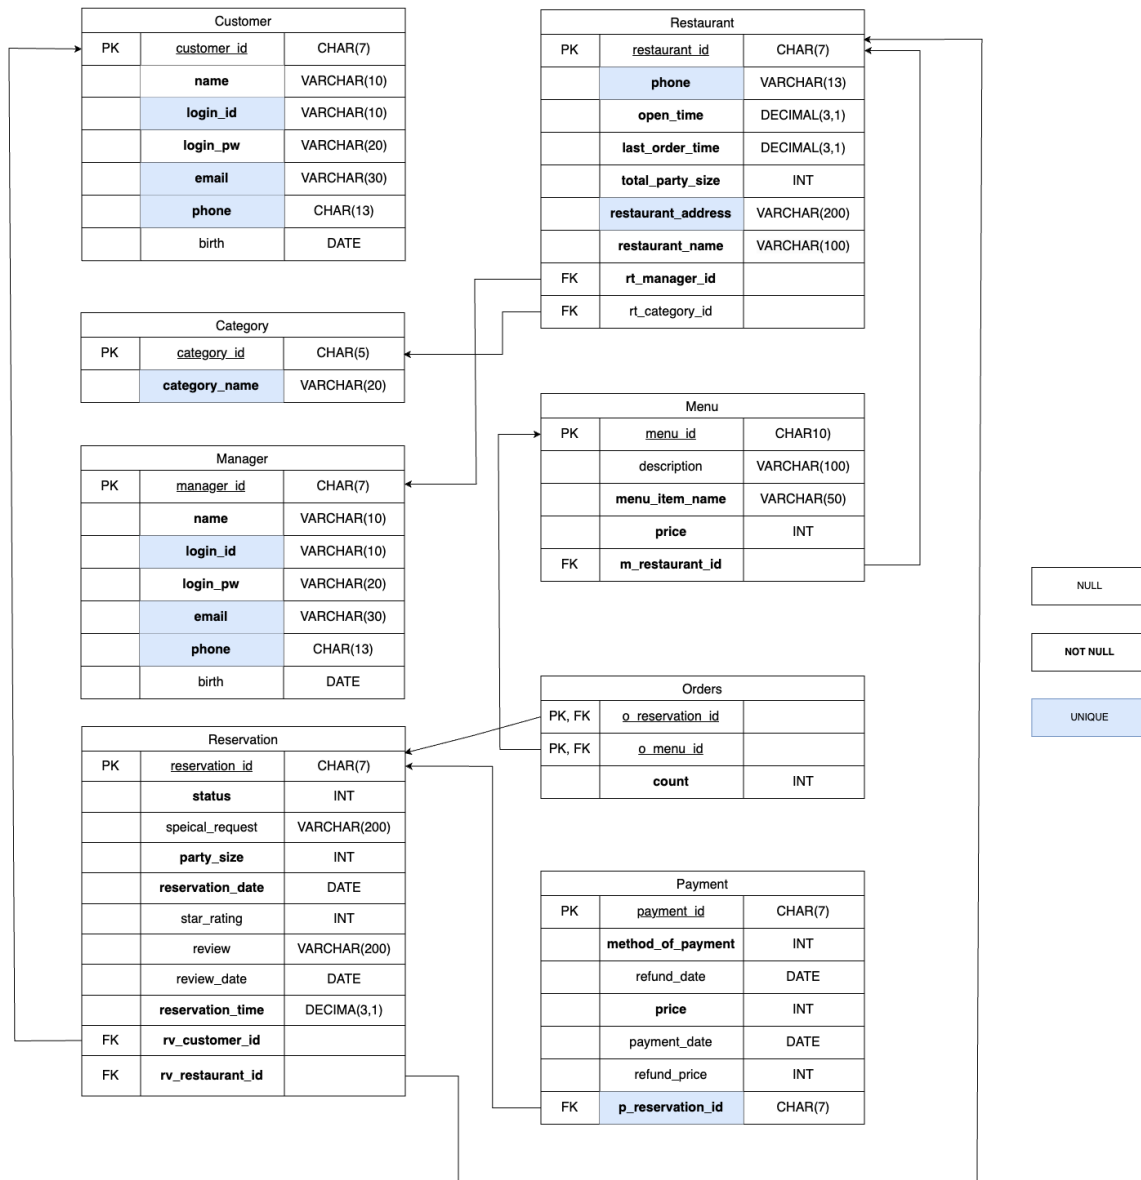 Customer
PK customer_id CHAR(7)
name VARCHAR(10)
login_id VARCHAR(10)
login_pw VARCHAR(20)
email VARCHAR(30)
phone CHAR(13)
birth DATE
Category
PK category_id CHAR(5)
category_name VARCHAR(20)
Manager
PK manager_id CHAR(7)
name VARCHAR(10)
login_id VARCHAR(10)
login_pw VARCHAR(20)
email VARCHAR(30)
phone CHAR(13)
birth DATE
Reservation
PK reservation_id CHAR(7)
status INT
speical_request VARCHAR(200)
party_size INT
reservation_date DATE
star_rating INT
review VARCHAR(200)
review_date DATE
reservation_time DECIMA(3,1)
FK rv_customer_id
FK rv_restaurant_id
Restaurant
PK restaurant_id CHAR(7)
phone VARCHAR(13)
open_time DECIMAL(3,1)
last_order_time DECIMAL(3,1)
total_party_size INT
restaurant_address VARCHAR(200)
restaurant_name VARCHAR(100)
FK rt_manager_id
FK rt_category_id
Menu
PK menu_id CHAR10)
description VARCHAR(100)
menu_item_name VARCHAR(50)
price INT
FK m_restaurant_id
Orders
PK, FK o_reservation_id
PK, FK o_menu_id
count INT
Payment
PK payment_id CHAR(7)
method_of_payment INT
refund_date DATE
price INT
payment_date DATE
refund_price INT
FK p_reservation_id CHAR(7)
NULL
NOT NULL
UNIQUE